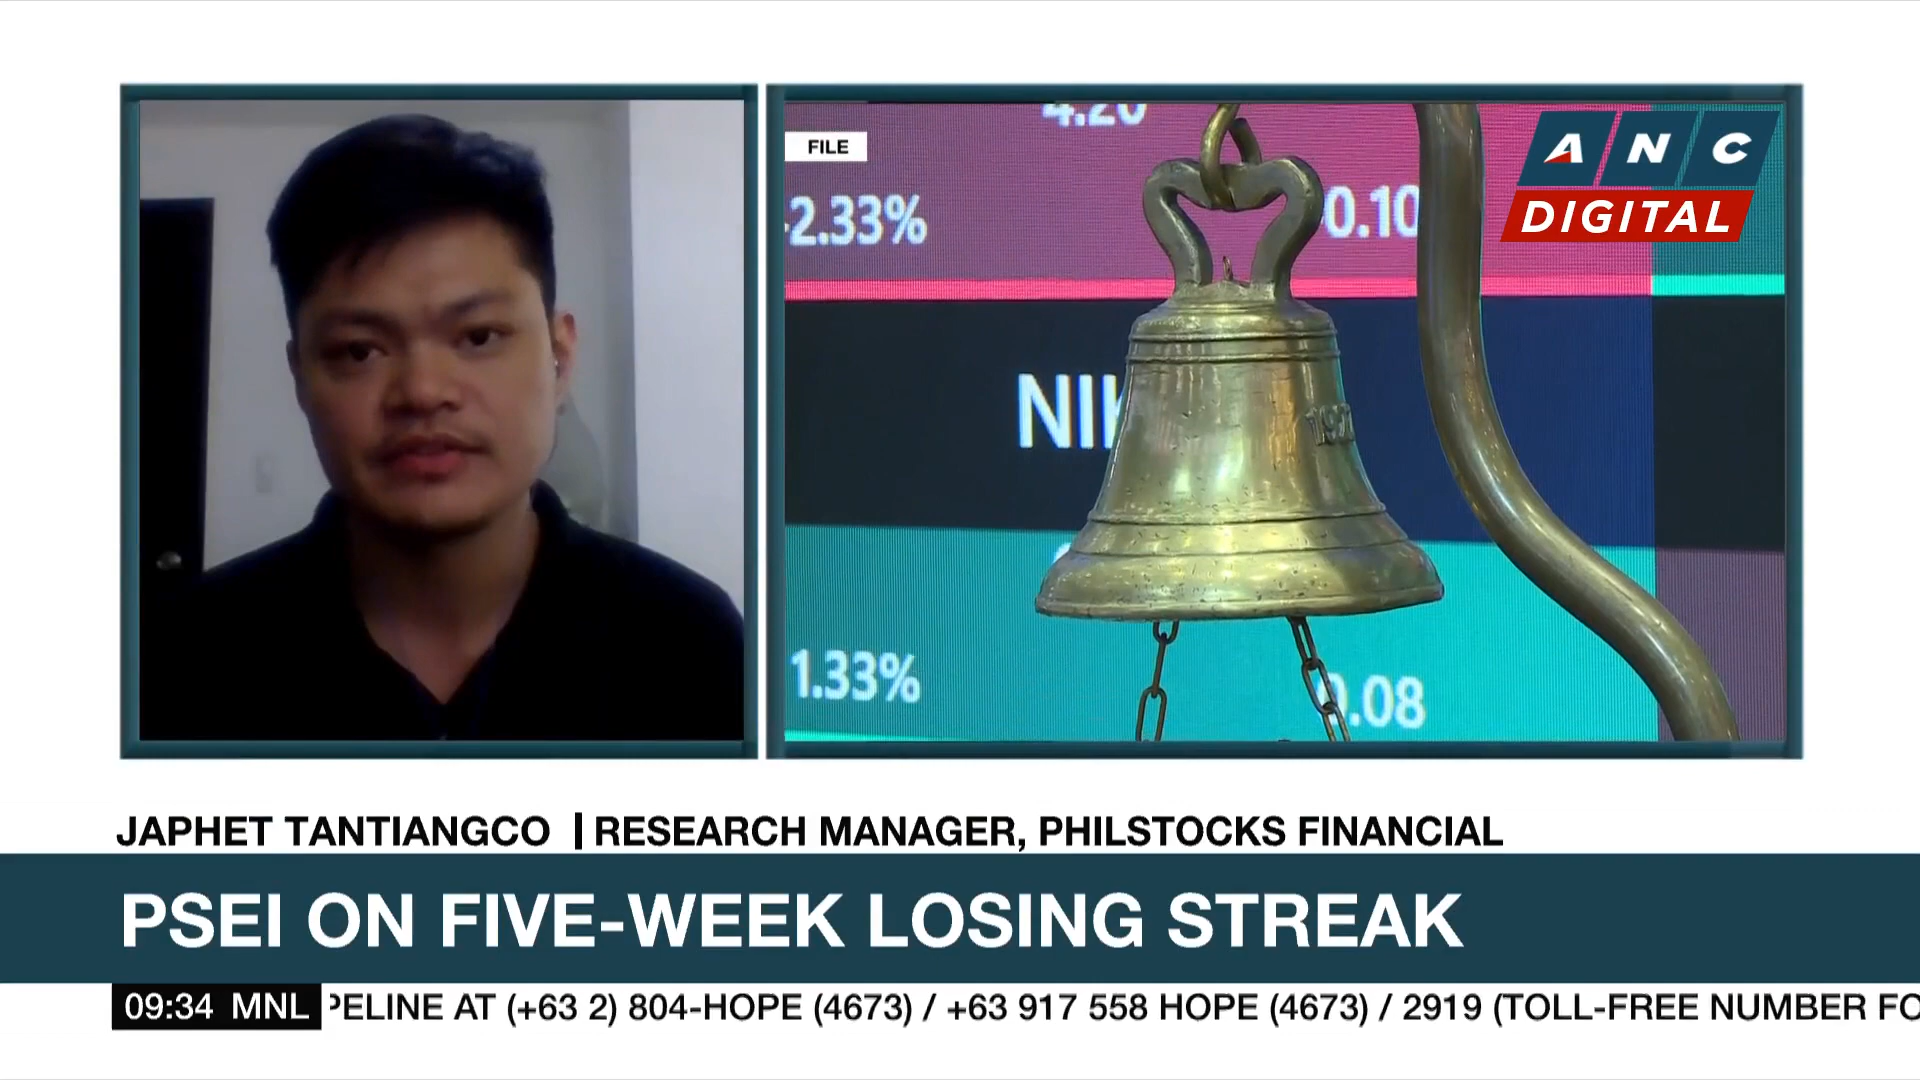 4.20
FILE
-2.33%
0.10
ANC
DIGITAL
1.33%
0.08
JAPHET TANTIANGCO | RESEARCH MANAGER, PHILSTOCKS FINANCIAL
PSEI ON FIVE-WEEK LOSING STREAK
09:34 MNL PELINE AT (+63 2) 804-HOPE (4673) / +63 917 558 HOPE (4673) / 2919 (TOLL-FREE NUMBER FO